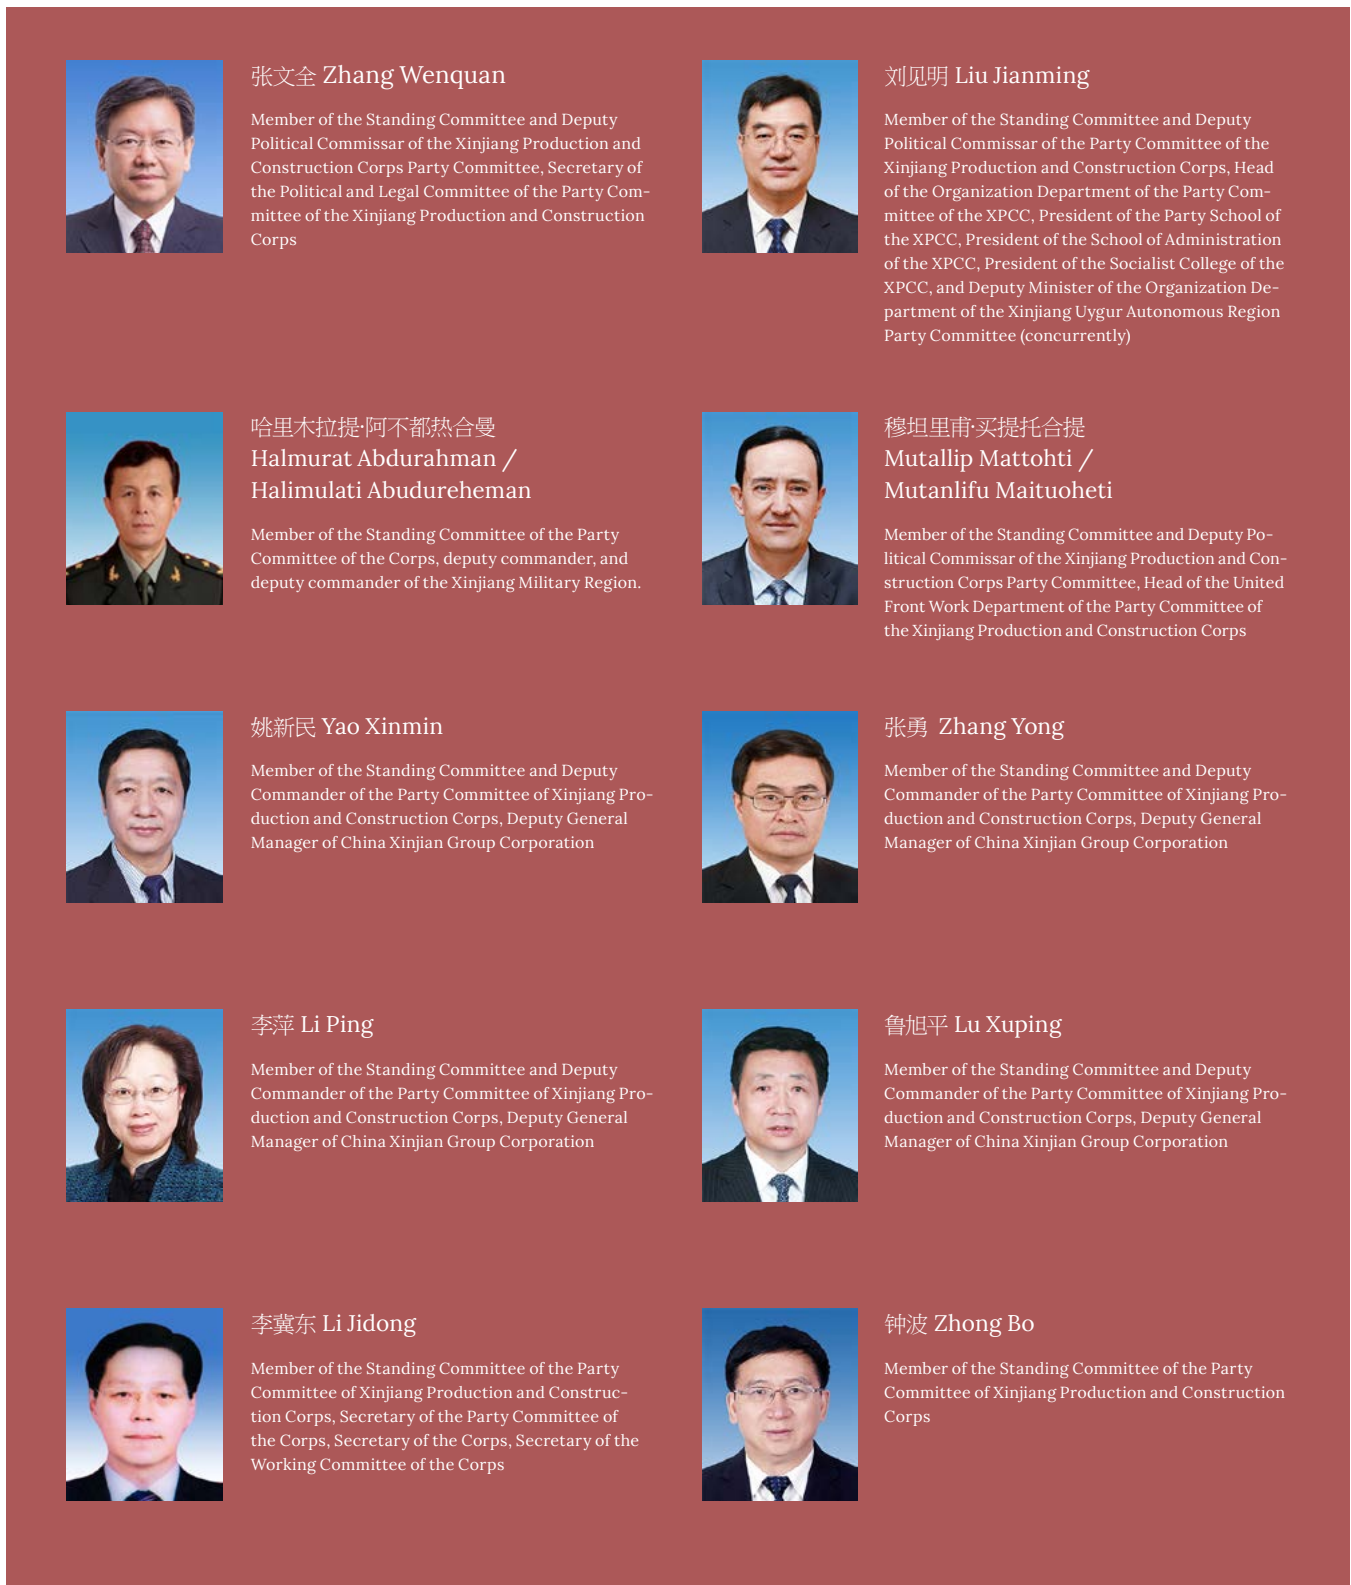 张文全 Zhang Wenquan
Member of the Standing Committee and Deputy
Political Commissar of the Xinjiang Production and
Construction Corps Party Committee, Secretary of
the Political and Legal Committee of the Party Com-
mittee of the Xinjiang Production and Construction
Corps
刘见明 Liu Jianming
Member of the Standing Committee and Deputy
Political Commissar of the Party Committee of the
Xinjiang Production and Construction Corps, Head
of the Organization Department of the Party Com-
mittee of the XPCC, President of the Party School of
the XPCC, President of the School of Administration
of the XPCC, President of the Socialist College of the
XPCC, and Deputy Minister of the Organization De-
partment of the Xinjiang Uygur Autonomous Region
Party Committee (concurrently)
哈里木拉提·阿不都热合曼
Halmurat Abdurahman /
Halimulati Abudureheman
Member of the Standing Committee of the Party
Committee of the Corps, deputy commander, and
deputy commander of the Xinjiang Military Region.
穆坦里甫·买提托合提
Mutallip Mattohti /
Mutanlifu Maituoheti
Member of the Standing Committee and Deputy Po-
litical Commissar of the Xinjiang Production and Con-
struction Corps Party Committee, Head of the United
Front Work Department of the Party Committee of
the Xinjiang Production and Construction Corps
姚新民 Yao Xinmin
Member of the Standing Committee and Deputy
Commander of the Party Committee of Xinjiang Pro-
duction and Construction Corps, Deputy General
Manager of China Xinjian Group Corporation
张勇 Zhang Yong
Member of the Standing Committee and Deputy
Commander of the Party Committee of Xinjiang Pro-
duction and Construction Corps, Deputy General
Manager of China Xinjian Group Corporation
李萍 Li Ping
Member of the Standing Committee and Deputy
Commander of the Party Committee of Xinjiang Pro-
duction and Construction Corps, Deputy General
Manager of China Xinjian Group Corporation
鲁旭平 Lu Xuping
Member of the Standing Committee and Deputy
Commander of the Party Committee of Xinjiang Pro-
duction and Construction Corps, Deputy General
Manager of China Xinjian Group Corporation
李冀东 Li Jidong
Member of the Standing Committee of the Party
Committee of Xinjiang Production and Construc-
tion Corps, Secretary of the Party Committee of
the Corps, Secretary of the Corps, Secretary of the
Working Committee of the Corps
钟波 Zhong Bo
Member of the Standing Committee of the Party
Committee of Xinjiang Production and Construction
Corps